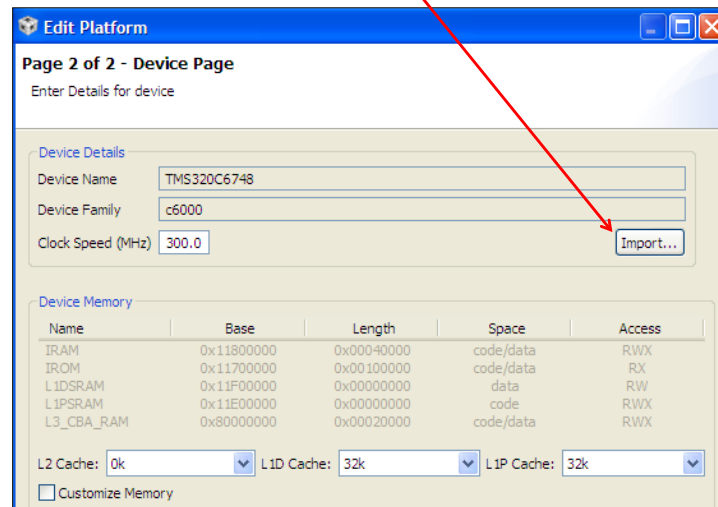 Edit Platform
Page 2 of 2 - Device Page
Enter Details for device
Device Details
Device Name TMS320C6748
Device Family c6000
Clock Speed (MHz) 300.0 Import...
Device Memory
Name Base Length Space Access
IRAM 0x11800000 0x00040000 code/data RWX
IROM 0x11700000 0x00100000 code/data RX
L1DSRAM 0x11F00000 0x00000000 data RW
L1PSRAM 0x11E00000 0x00000000 code RWX
L3_CBA_RAM 0x80000000 0x00020000 code/data RWX
L2 Cache: 0k L1D Cache: 32k L1P Cache: 32k
Customize Memory